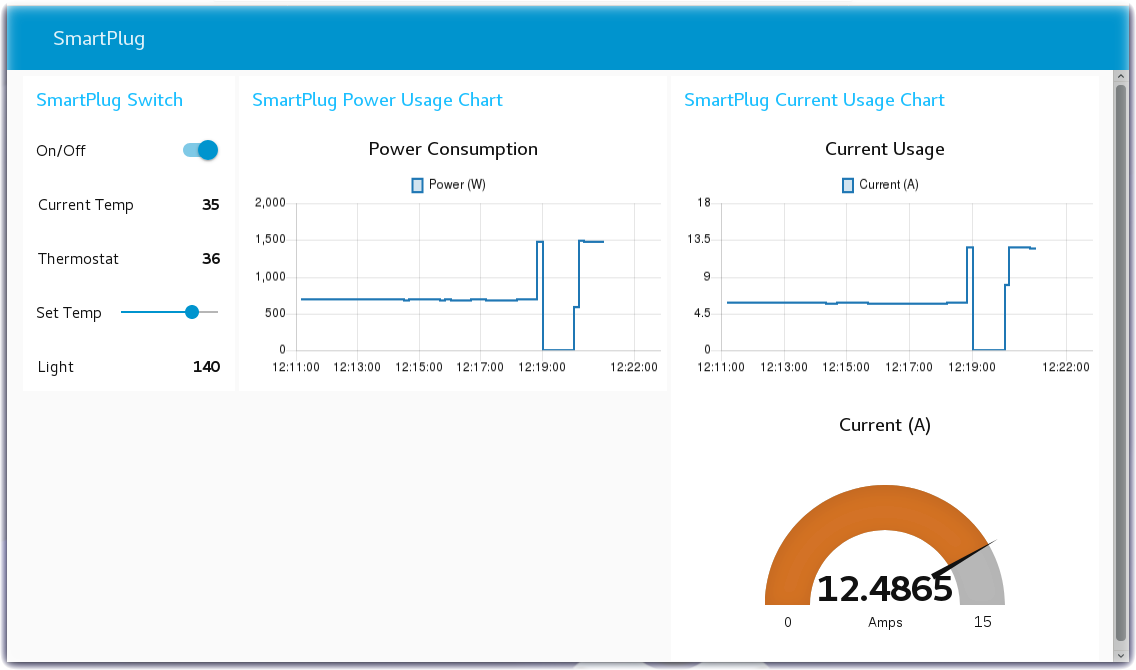 SmartPlug
SmartPlug Switch
On/Off
Current Temp 35
Thermostat 36
Set Temp
Light 140
SmartPlug Power Usage Chart
Power Consumption
Power (W)
2,000
1,500
1,000
500
0
12:11:00 12:13:00 12:15:00 12:17:00 12:19:00 12:22:00
SmartPlug Current Usage Chart
Current Usage
Current (A)
18
13.5
9
4.5
0
12:11:00 12:13:00 12:15:00 12:17:00 12:19:00 12:22:00
Current (A)
12.4865
0 Amps 15